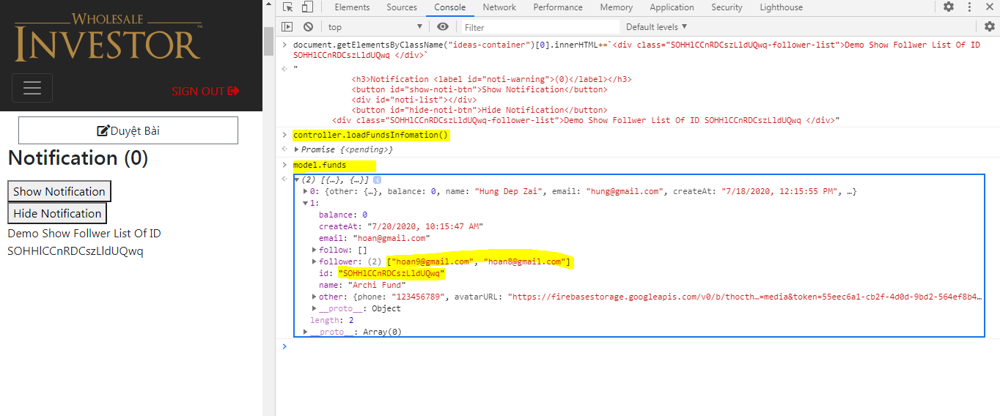 WHOLESALE
INVESTOR™
SIGN OUT
Duyệt Bài
Notification (0)
Show Notification
Hide Notification
Demo Show Follwer List Of ID
SOHHlCCnRDCszLldUQwq
Elements Sources Console Network Performance Memory Application Security Lighthouse
top Filter Default levels
document.getElementsByClassName("ideas-container")[0].innerHTML+=`<div class="SOHHlCCnRDCszLldUQwq-follower-list">Demo Show Follwer List Of ID
SOHHlCCnRDCszLldUQwq </div>`
"
<h3>Notification <label id="noti-warning">(0)</label></h3>
<button id="show-noti-btn">Show Notification</button>
<div id="noti-list"></div>
<button id="hide-noti-btn">Hide Notification</button>
<div class="SOHHlCCnRDCszLldUQwq-follower-list">Demo Show Follwer List Of ID SOHHlCCnRDCszLldUQwq </div>"
controller.loadFundsInfomation()
Promise {<pending>}
model.funds
(2) [{…}, {…}]
0: {other: {…}, balance: 0, name: "Hung Dep Zai", email: "hung@gmail.com", createAt: "7/18/2020, 12:15:55 PM", …}
1:
balance: 0
createAt: "7/20/2020, 10:15:47 AM"
email: "hoan@gmail.com"
follow: []
follower: (2) ["hoan9@gmail.com", "hoan8@gmail.com"]
id: "SOHHlCCnRDCszLldUQwq"
name: "Archi Fund"
other: {phone: "123456789", avatarURL: "https://firebasestorage.googleapis.com/v0/b/thocth…=media&token=55eec6a1-cb2f-4d0d-9bd2-564ef8b4…
__proto__: Object
length: 2
__proto__: Array(0)